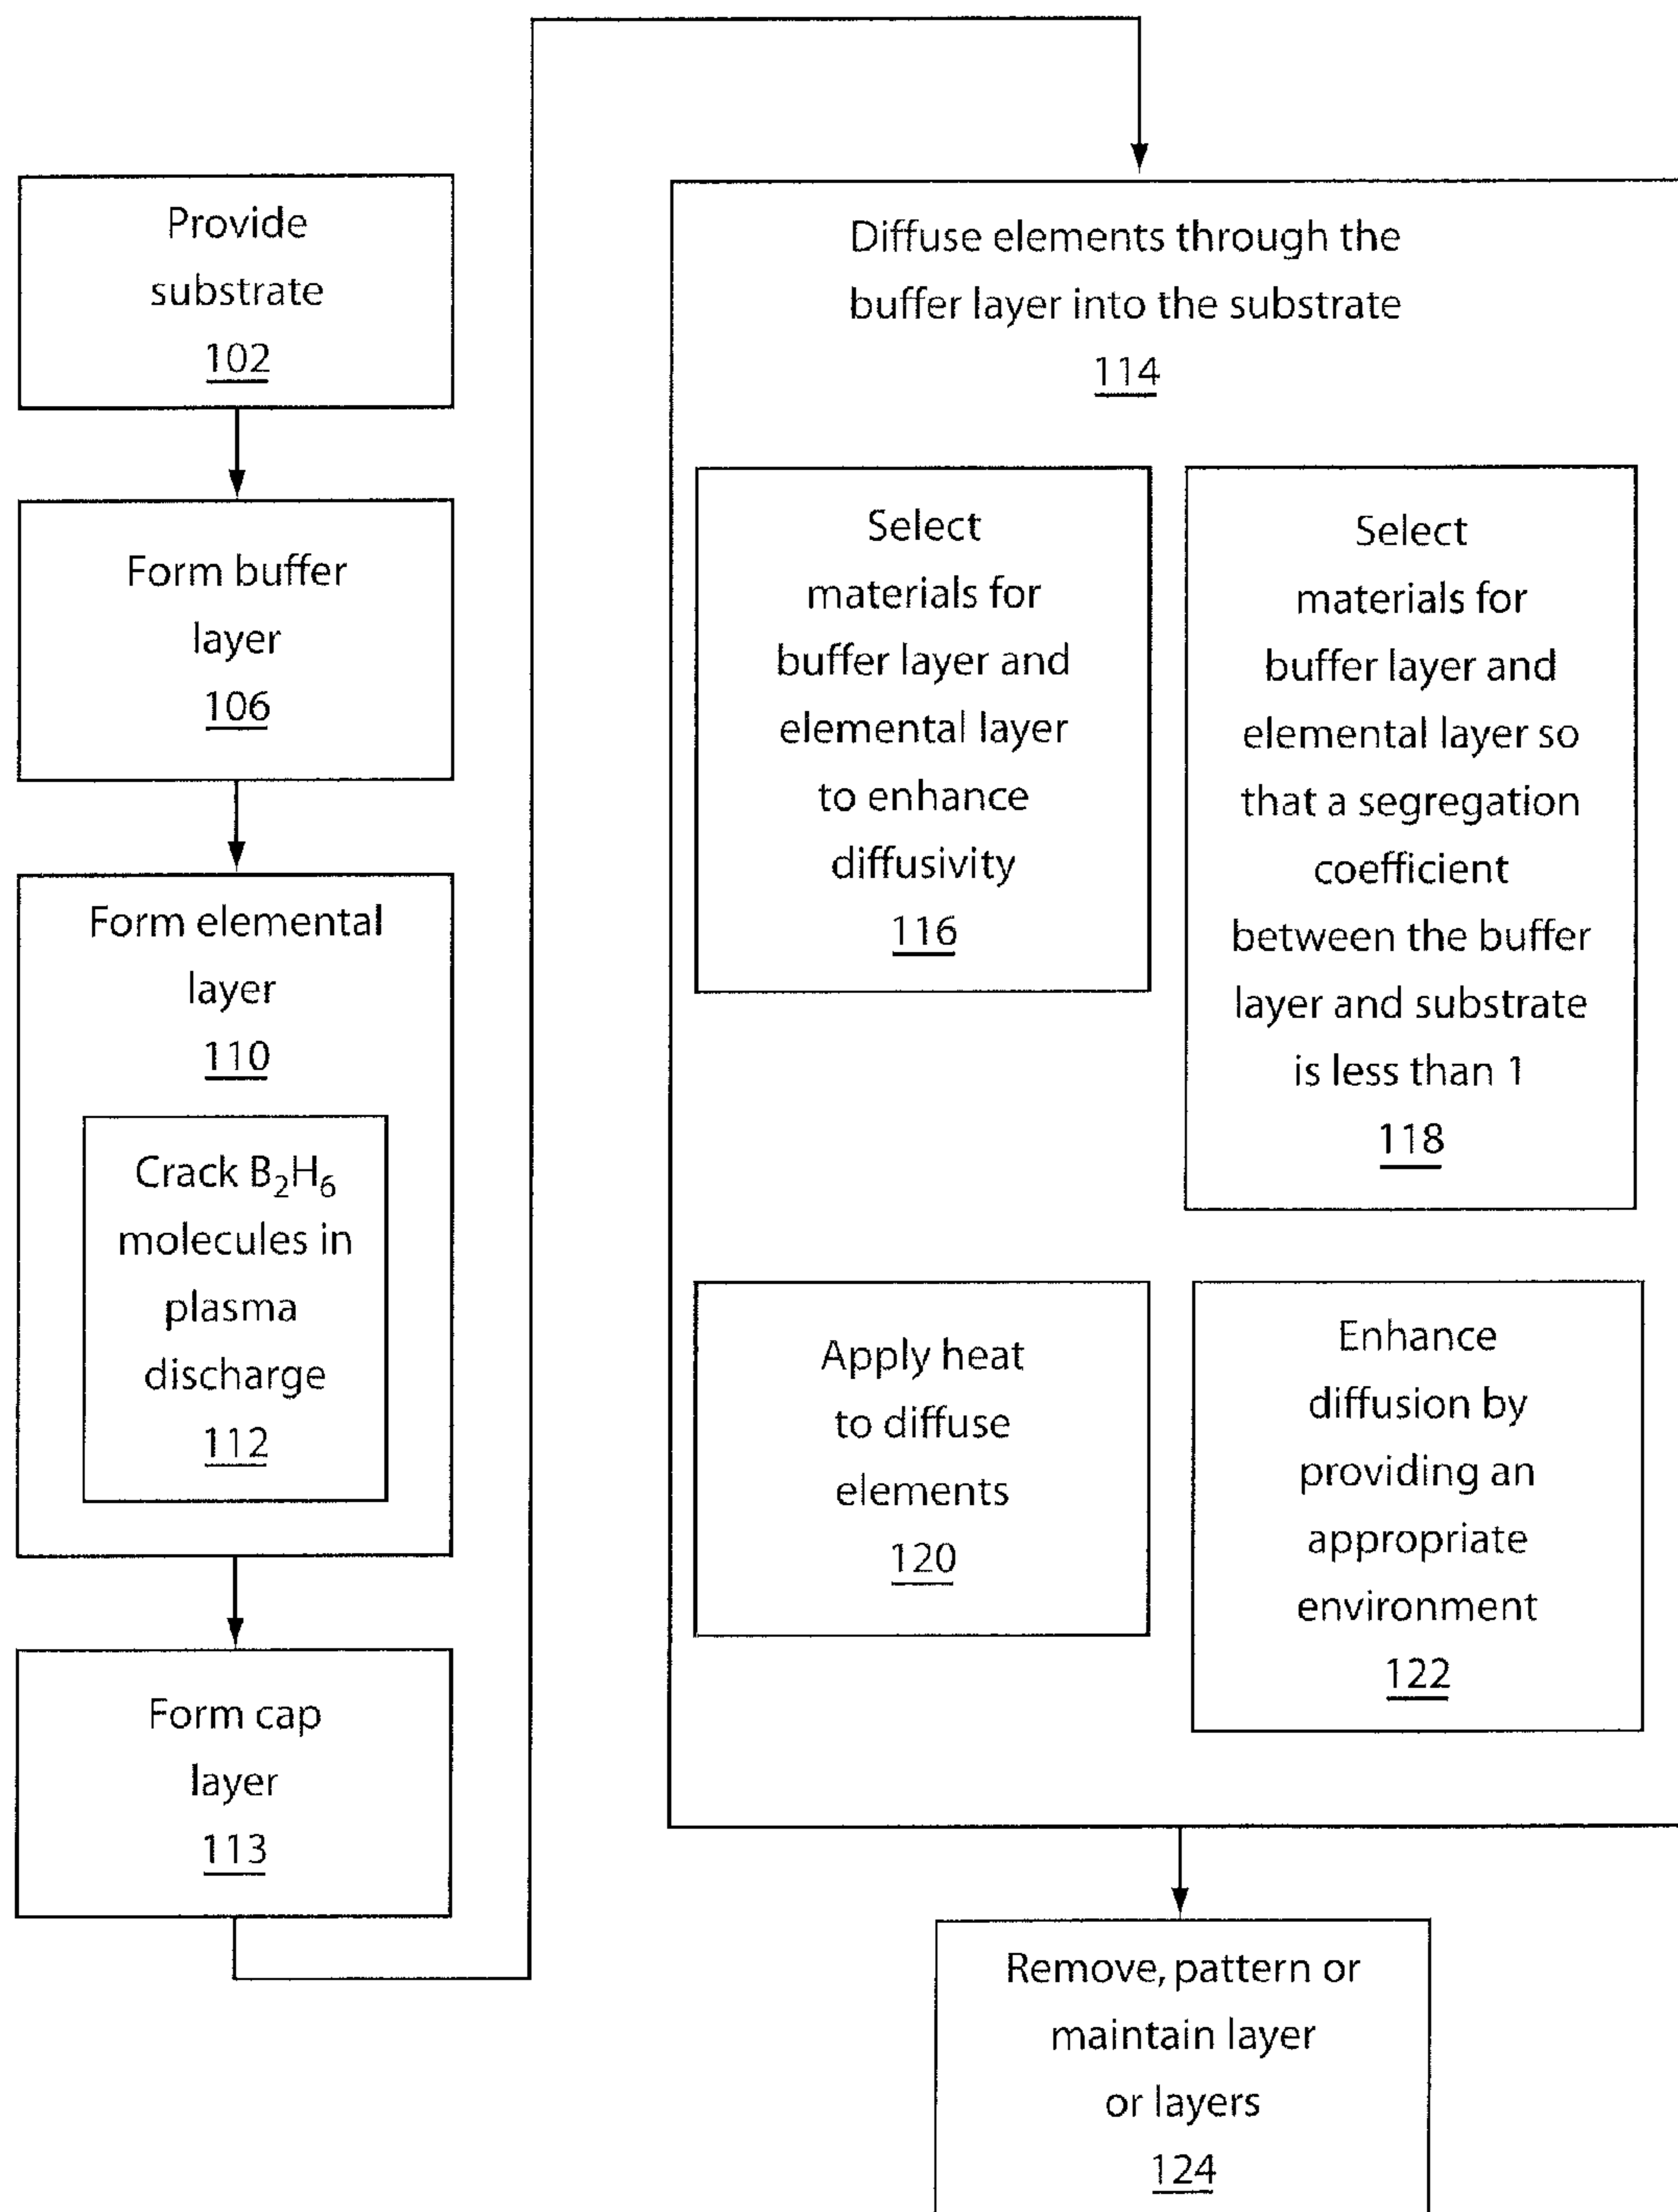 Provide
substrate
102
Form buffer
layer
106
Form elemental
layer
110
Crack B₂H₆
molecules in
plasma
discharge
112
Form cap
layer
113
Diffuse elements through the
buffer layer into the substrate
114
Select
materials for
buffer layer and
elemental layer
to enhance
diffusivity
116
Select
materials for
buffer layer and
elemental layer so
that a segregation
coefficient
between the buffer
layer and substrate
is less than 1
118
Apply heat
to diffuse
elements
120
Enhance
diffusion by
providing an
appropriate
environment
122
Remove, pattern or
maintain layer
or layers
124